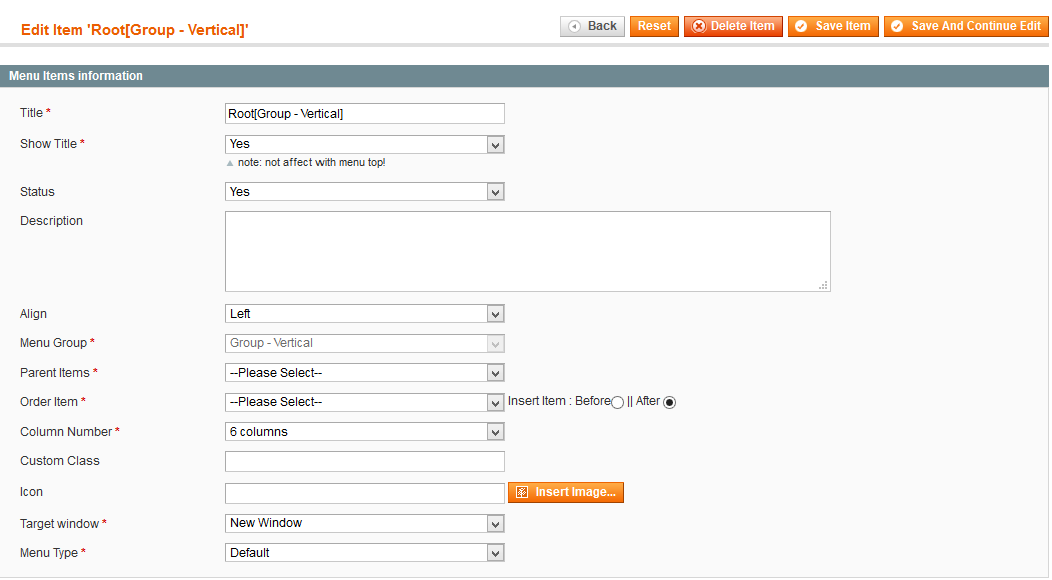 Edit Item 'Root[Group - Vertical]'
Back
Reset
Delete Item
Save Item
Save And Continue Edit
Menu Items information
Title *
Root[Group - Vertical]
Show Title *
Yes
note: not affect with menu top!
Status
Yes
Description
Align
Left
Menu Group *
Group - Vertical
Parent Items *
--Please Select--
Order Item *
--Please Select--
Insert Item : Before || After
Column Number *
6 columns
Custom Class
Icon
Insert Image...
Target window *
New Window
Menu Type *
Default